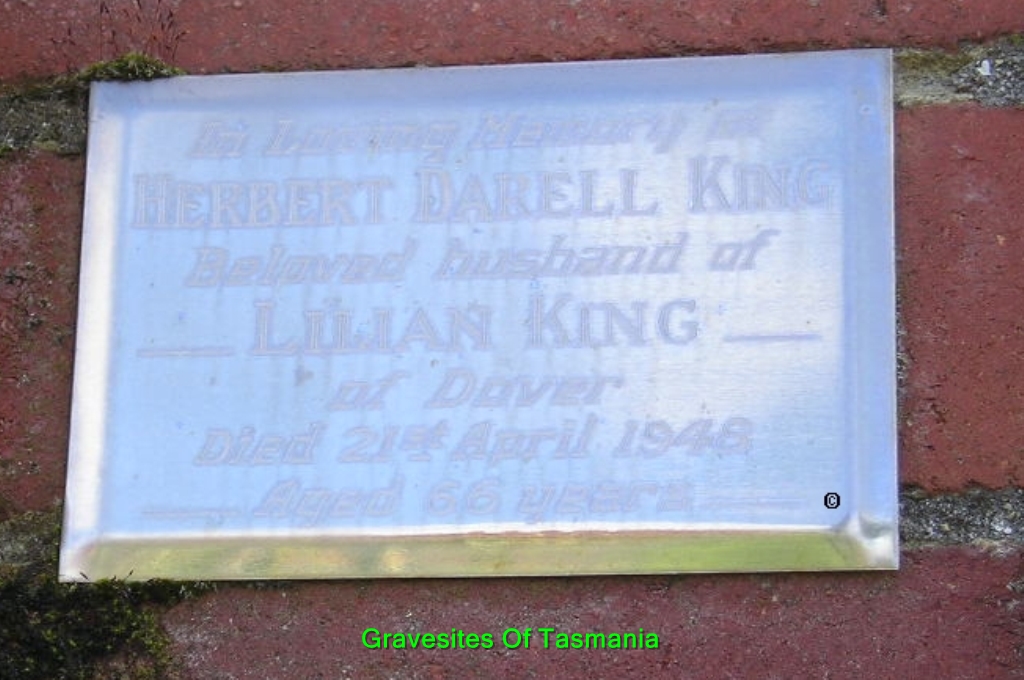 In Loving Memory of
HERBERT DARELL KING
Beloved husband of
LILIAN KING
of Dover
Died 21st April 1948
Aged 66 years
©
Gravesites Of Tasmania